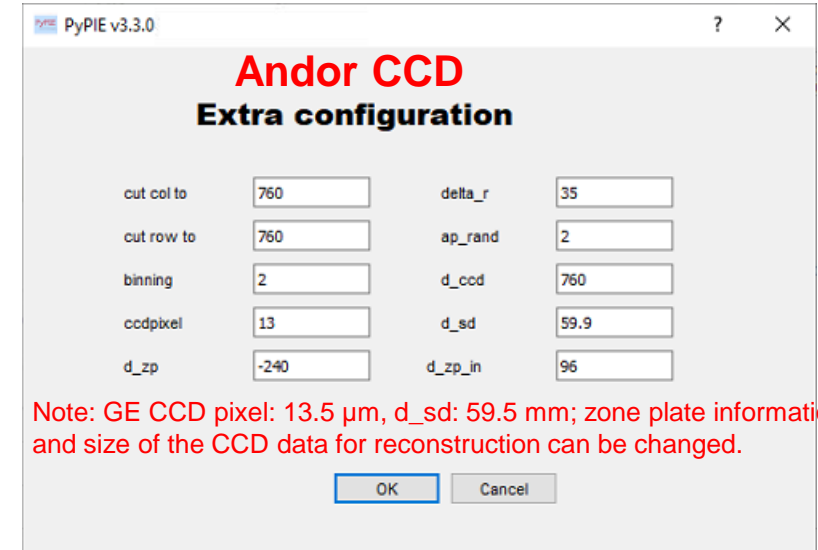 PyPIE v3.3.0
Andor CCD
Extra configuration
cut col to 760 delta_r 35
cut row to 760 ap_rand 2
binning 2 d_ccd 760
ccdpixel 13 d_sd 59.9
d_zp -240 d_zp_in 96
Note: GE CCD pixel: 13.5 µm, d_sd: 59.5 mm; zone plate informati
and size of the CCD data for reconstruction can be changed.
OK Cancel